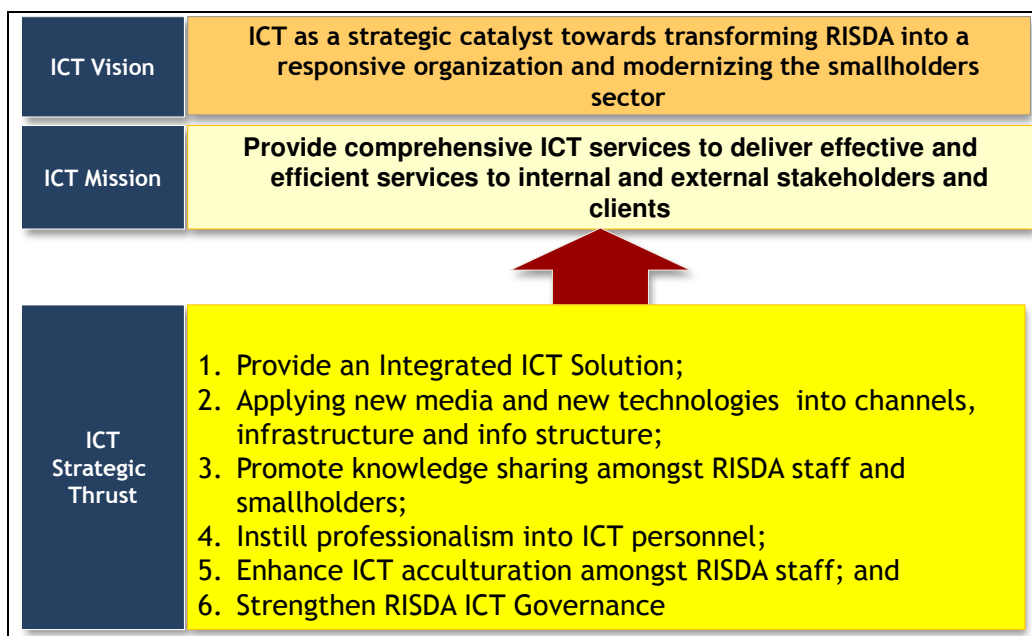 ICT Vision
ICT as a strategic catalyst towards transforming RISDA into a
responsive organization and modernizing the smallholders
sector
ICT Mission
Provide comprehensive ICT services to deliver effective and
efficient services to internal and external stakeholders and
clients
ICT
Strategic
Thrust
1. Provide an Integrated ICT Solution;
2. Applying new media and new technologies into channels,
infrastructure and info structure;
3. Promote knowledge sharing amongst RISDA staff and
smallholders;
4. Instill professionalism into ICT personnel;
5. Enhance ICT acculturation amongst RISDA staff; and
6. Strengthen RISDA ICT Governance